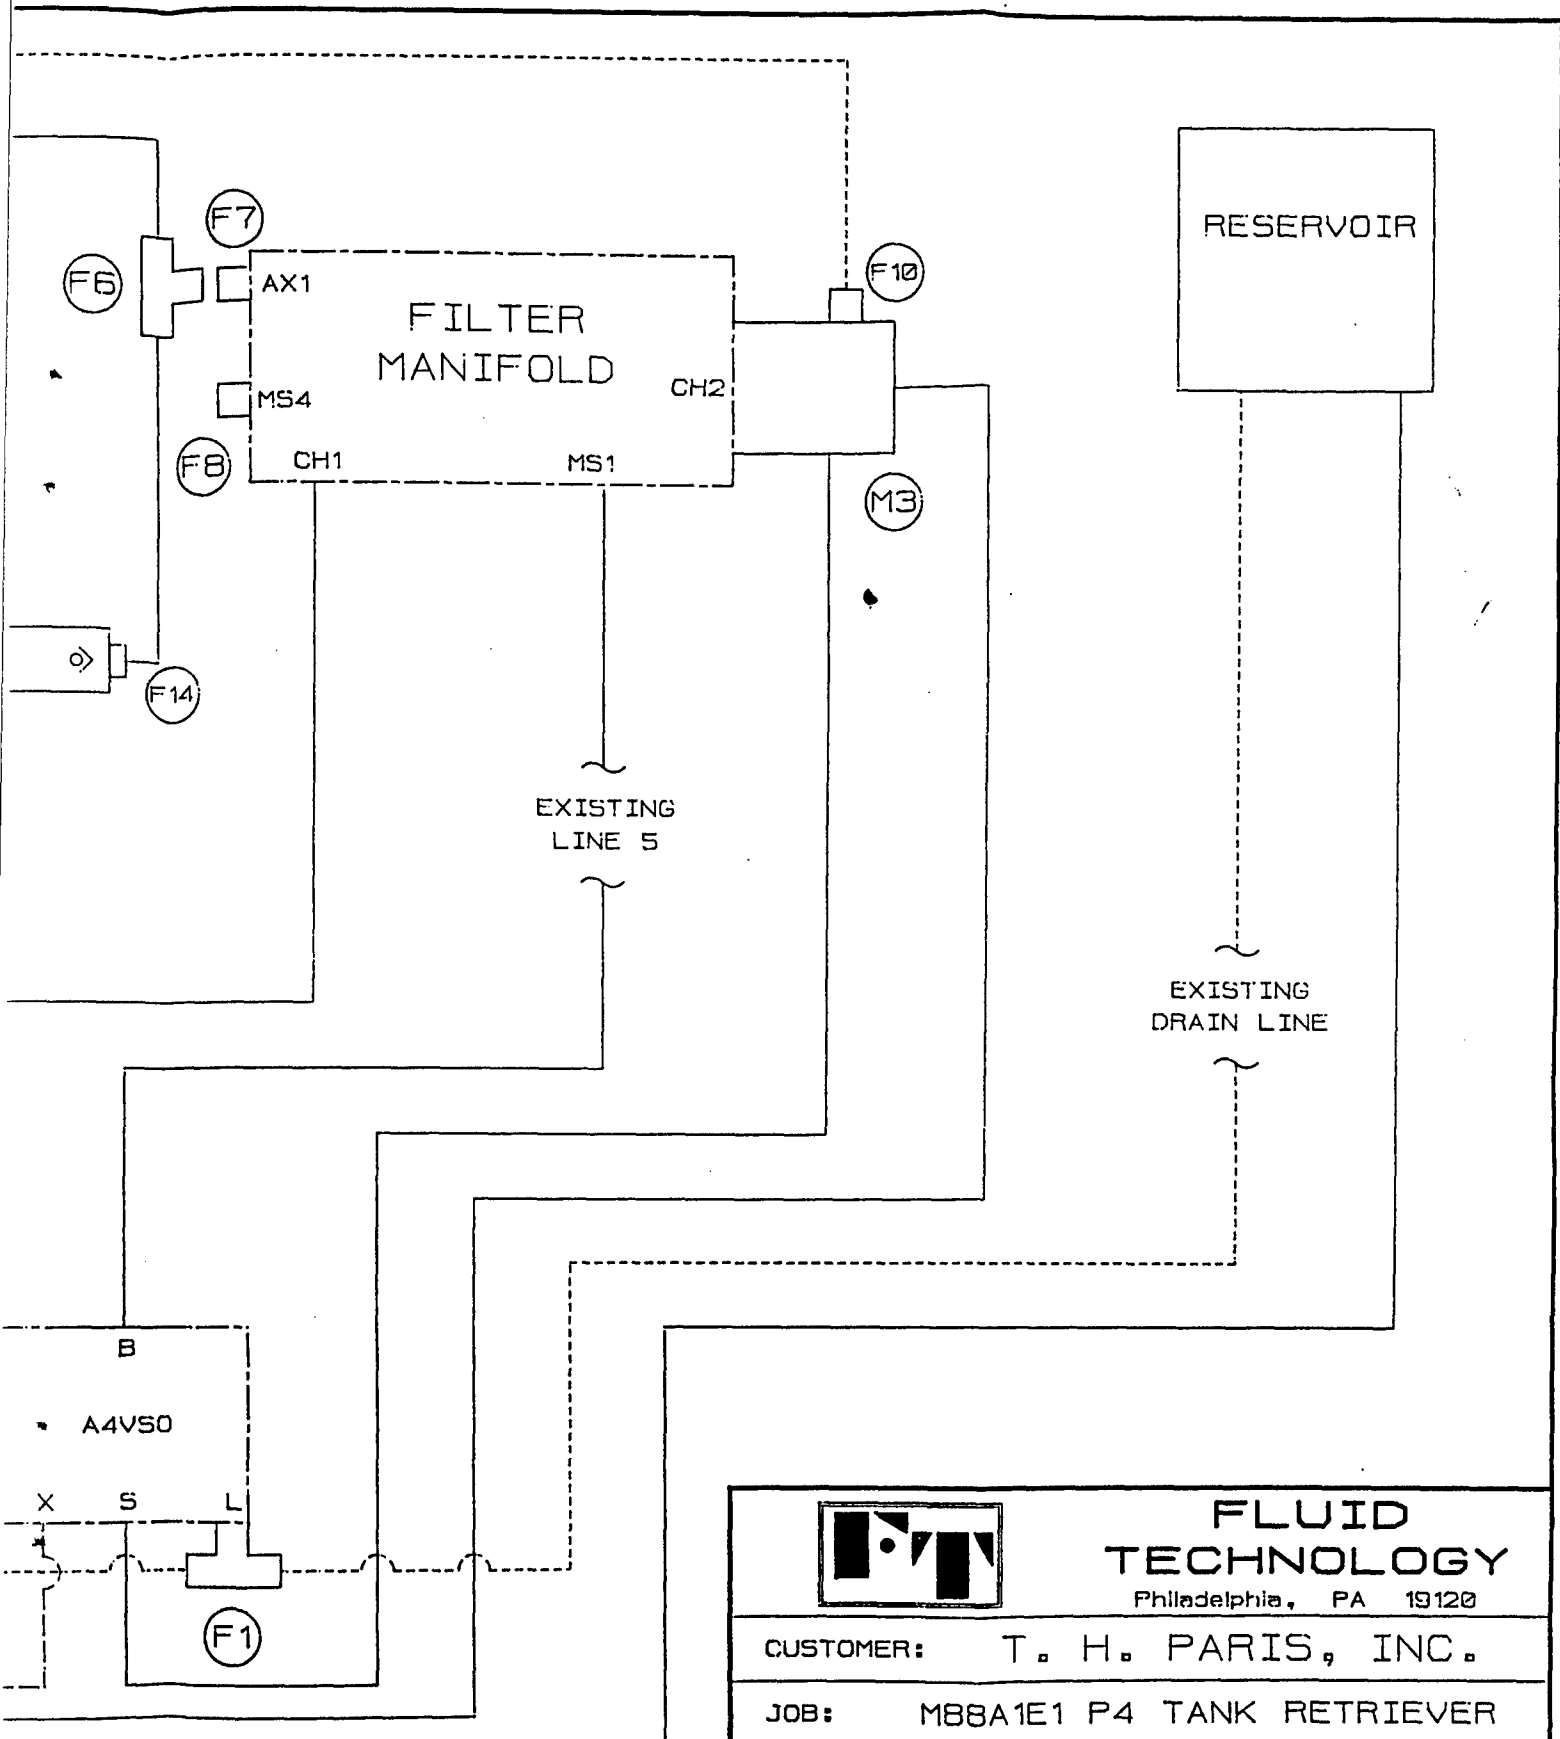 F7
RESERVOIR
F6
AX1
F10
FILTER
MANIFOLD
CH2
MS4
F8
CH1
MS1
M3
F14
EXISTING
LINE 5
EXISTING
DRAIN LINE
B
A4VSO
X
S
L
F1
FLUID
TECHNOLOGY
Philadelphia, PA 19120
CUSTOMER: T. H. PARIS, INC.
JOB: M88A1E1 P4 TANK RETRIEVER